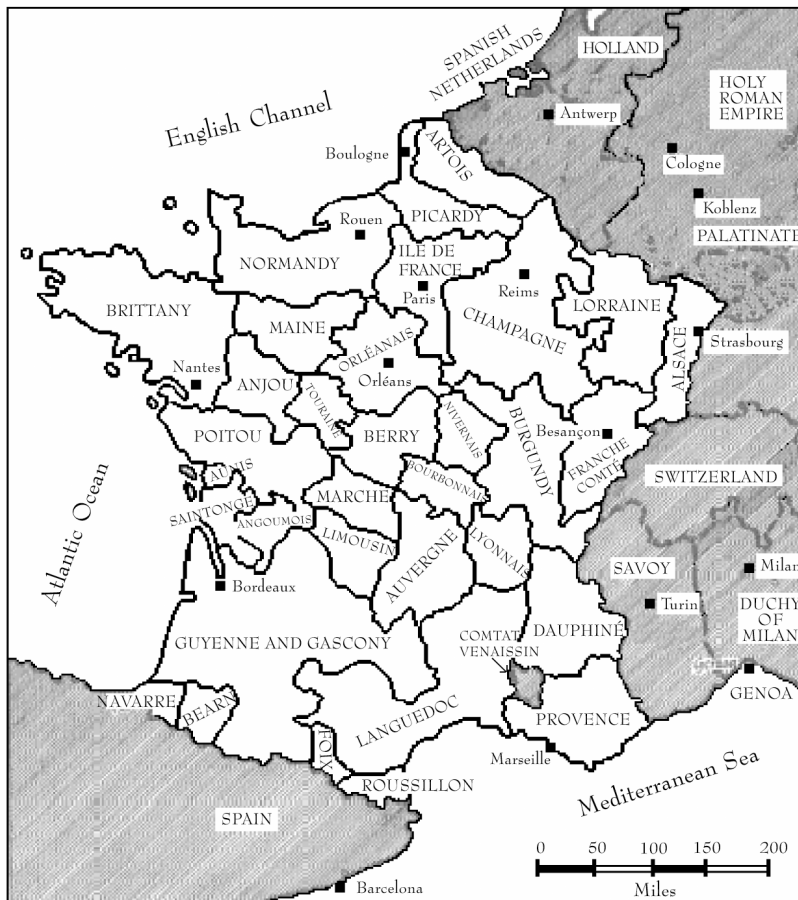 SPANISH
NETHERLANDS
HOLLAND
HOLY
ROMAN
EMPIRE
English Channel
Antwerp
Boulogne
ARTOIS
Cologne
Koblenz
PICARDY
Rouen
PALATINATE
NORMANDY
ILE DE
FRANCE
Paris
Reims
LORRAINE
BRITTANY
MAINE
CHAMPAGNE
ORLÉANAIS
Orléans
ALSACE
Strasbourg
Nantes
ANJOU
TOURAINE
POITOU
BERRY
NIVERNAIS
BURGUNDY
Besançon
FRANCHE
COMTÉ
AUNIS
BOURBONNAIS
SWITZERLAND
MARCHE
SAINTONGE
ANGOUMOIS
Atlantic Ocean
LIMOUSIN
AUVERGNE
LYONNAIS
SAVOY
Milan
Bordeaux
Turin
DUCHY
OF
MILAN
GUYENNE AND GASCONY
COMTAT
VENAISSIN
DAUPHINÉ
NAVARRE
BEARN
GENOA
LANGUEDOC
PROVENCE
FOIX
Marseille
ROUSSILLON
Mediterranean Sea
SPAIN
0 50 100 150 200
Miles
Barcelona